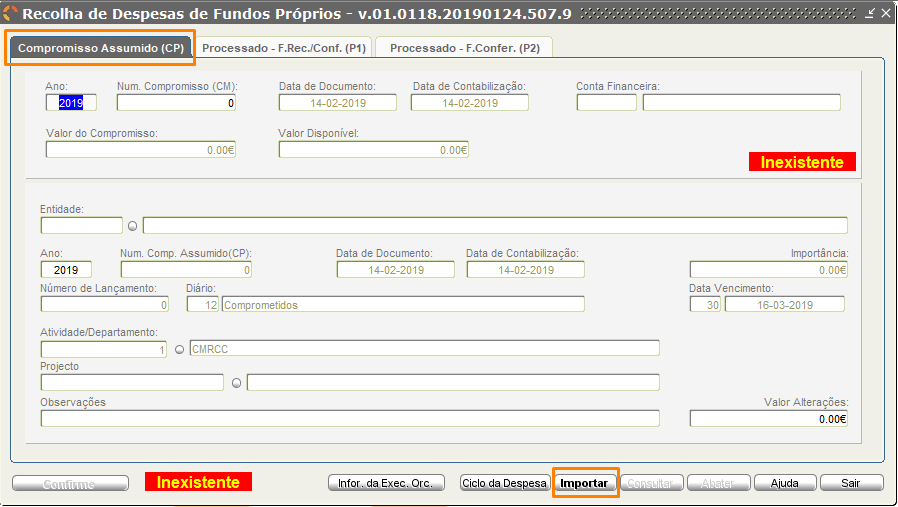 Recolha de Despesas de Fundos Próprios - v.01.0118.20190124.507.9
Compromisso Assumido (CP) Processado - F.Rec./Conf. (P1) Processado - F.Confer. (P2)
Ano: Num. Compromisso (CM): Data de Documento: Data de Contabilização: Conta Financeira:
2019 0 14-02-2019 14-02-2019
Valor do Compromisso: Valor Disponível:
0.00€ 0.00€
Inexistente
Entidade:
Ano: Num. Comp. Assumido(CP): Data de Documento: Data de Contabilização: Importância:
2019 0 14-02-2019 14-02-2019 0.00€
Número de Lançamento: Diário: Data Vencimento:
0 12 Comprometidos 30 16-03-2019
Atividade/Departamento:
1 CMRCC
Projecto
Observações Valor Alterações:
0.00€
Confirme Inexistente Infor. da Exec. Orc. Ciclo da Despesa Importar Consultar Abater Ajuda Sair